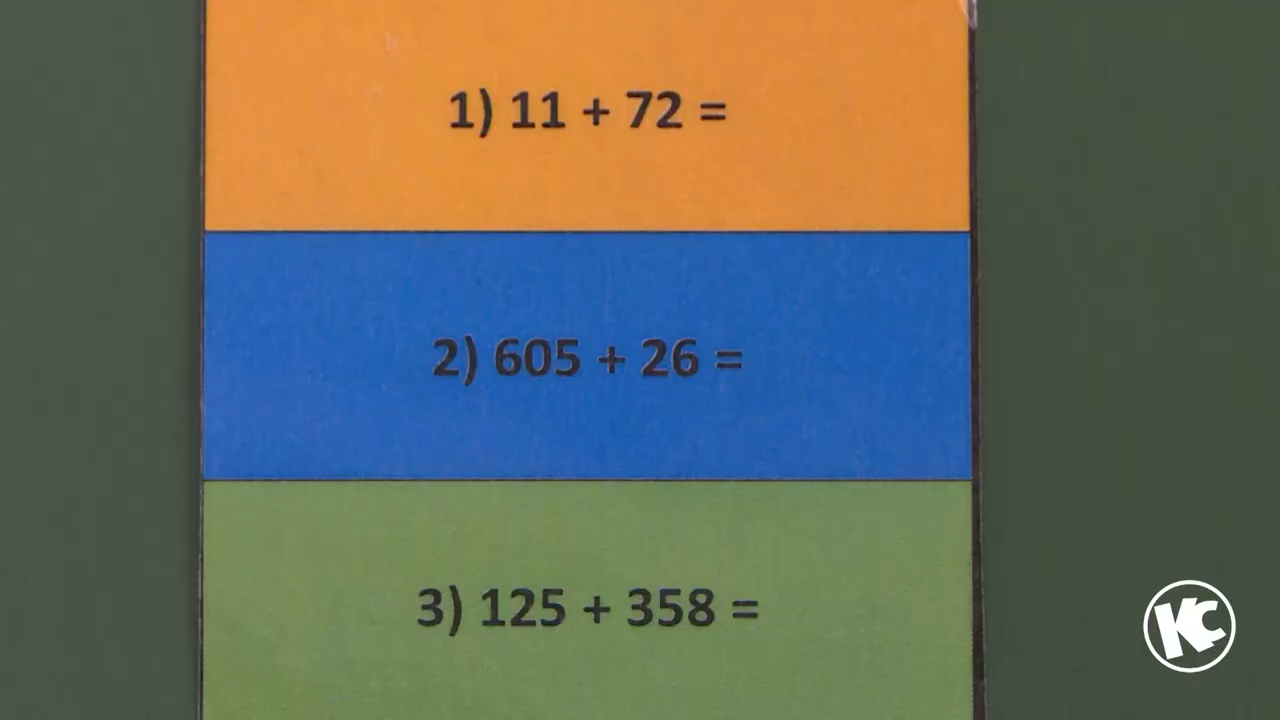 1) 11 + 72 =
2) 605 + 26 =
3) 125 + 358 =
KC